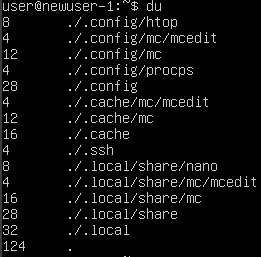 user@newuser-1:~$ du
8 ./.config/htop
4 ./.config/mc/mcedit
12 ./.config/mc
4 ./.config/procps
28 ./.config
4 ./.cache/mc/mcedit
12 ./.cache/mc
16 ./.cache
4 ./.ssh
8 ./.local/share/nano
4 ./.local/share/mc/mcedit
16 ./.local/share/mc
28 ./.local/share
32 ./.local
124 .